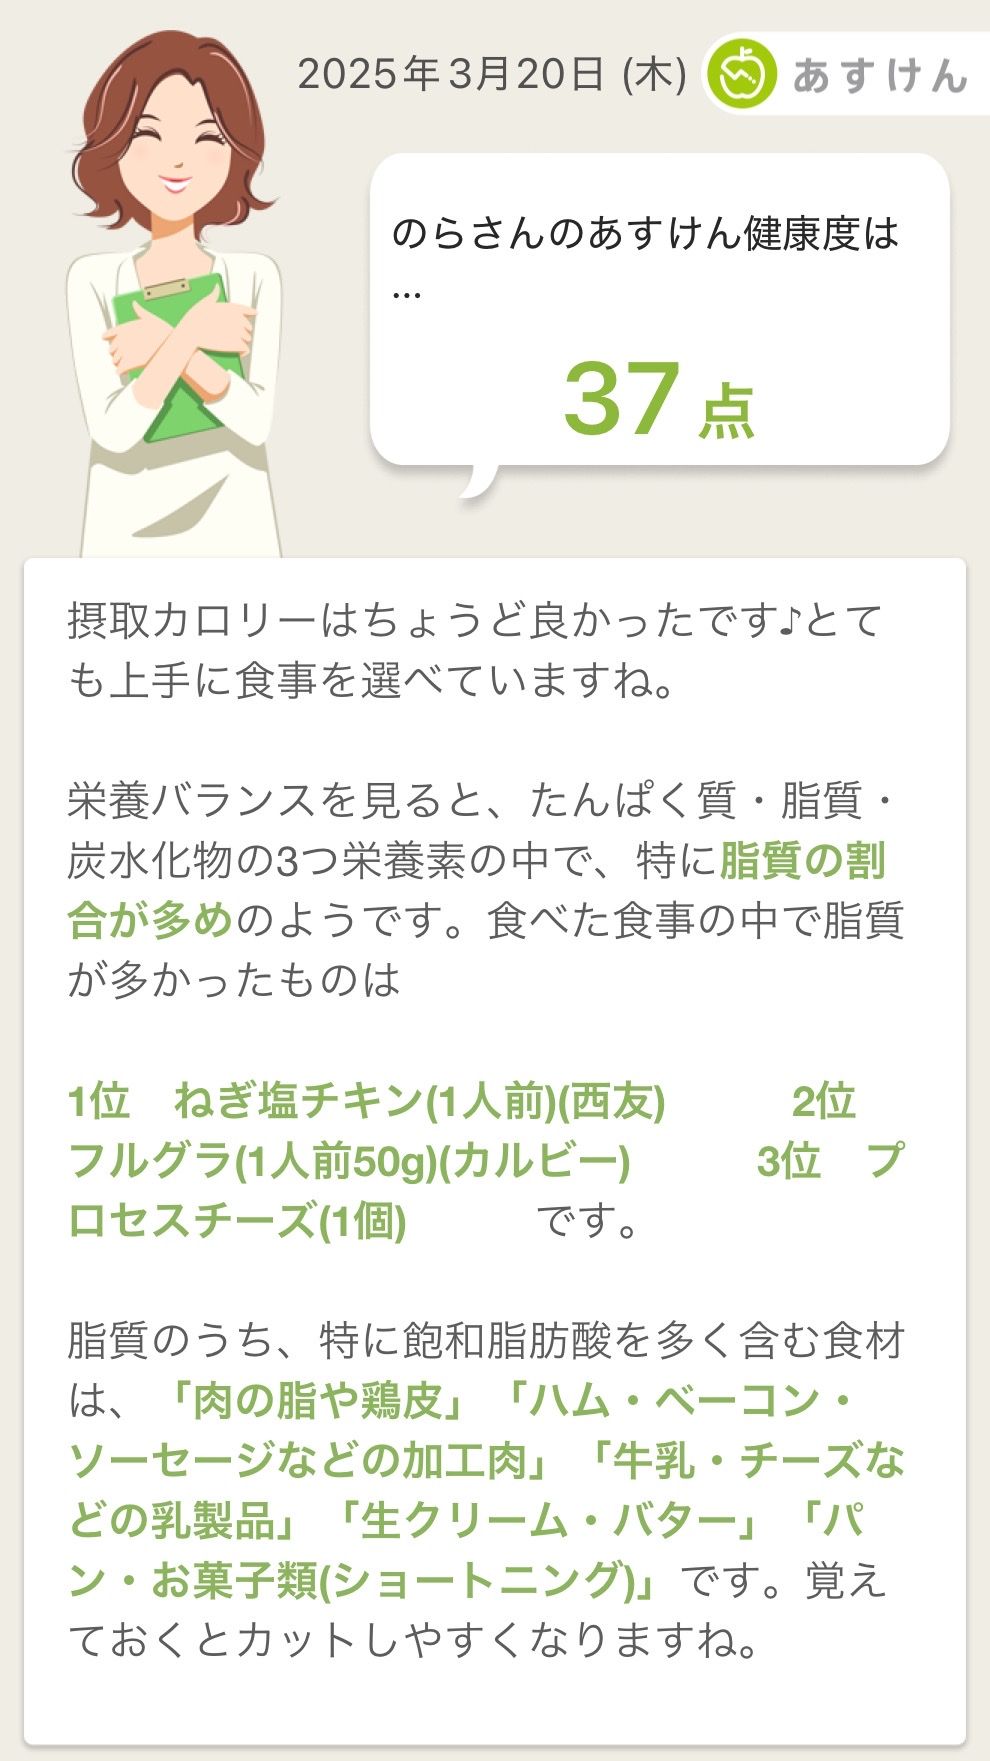 2025年3月20日 (木)
あすけん
のらさんのあすけん健康度は
...
37点
摂取カロリーはちょうど良かったです♪とて
も上手に食事を選べていますね。
栄養バランスを見ると、たんぱく質・脂質・
炭水化物の3つ栄養素の中で、特に脂質の割
合が多めのようです。食べた食事の中で脂質
が多かったものは
1位　ねぎ塩チキン(1人前)(西友)　　　2位
フルグラ(1人前50g)(カルビー)　　　3位　プ
ロセスチーズ(1個)　　　です。
脂質のうち、特に飽和脂肪酸を多く含む食材
は、「肉の脂や鶏皮」「ハム・ベーコン・
ソーセージなどの加工肉」「牛乳・チーズな
どの乳製品」「生クリーム・バター」「パ
ン・お菓子類(ショートニング)」です。覚え
ておくとカットしやすくなりますね。